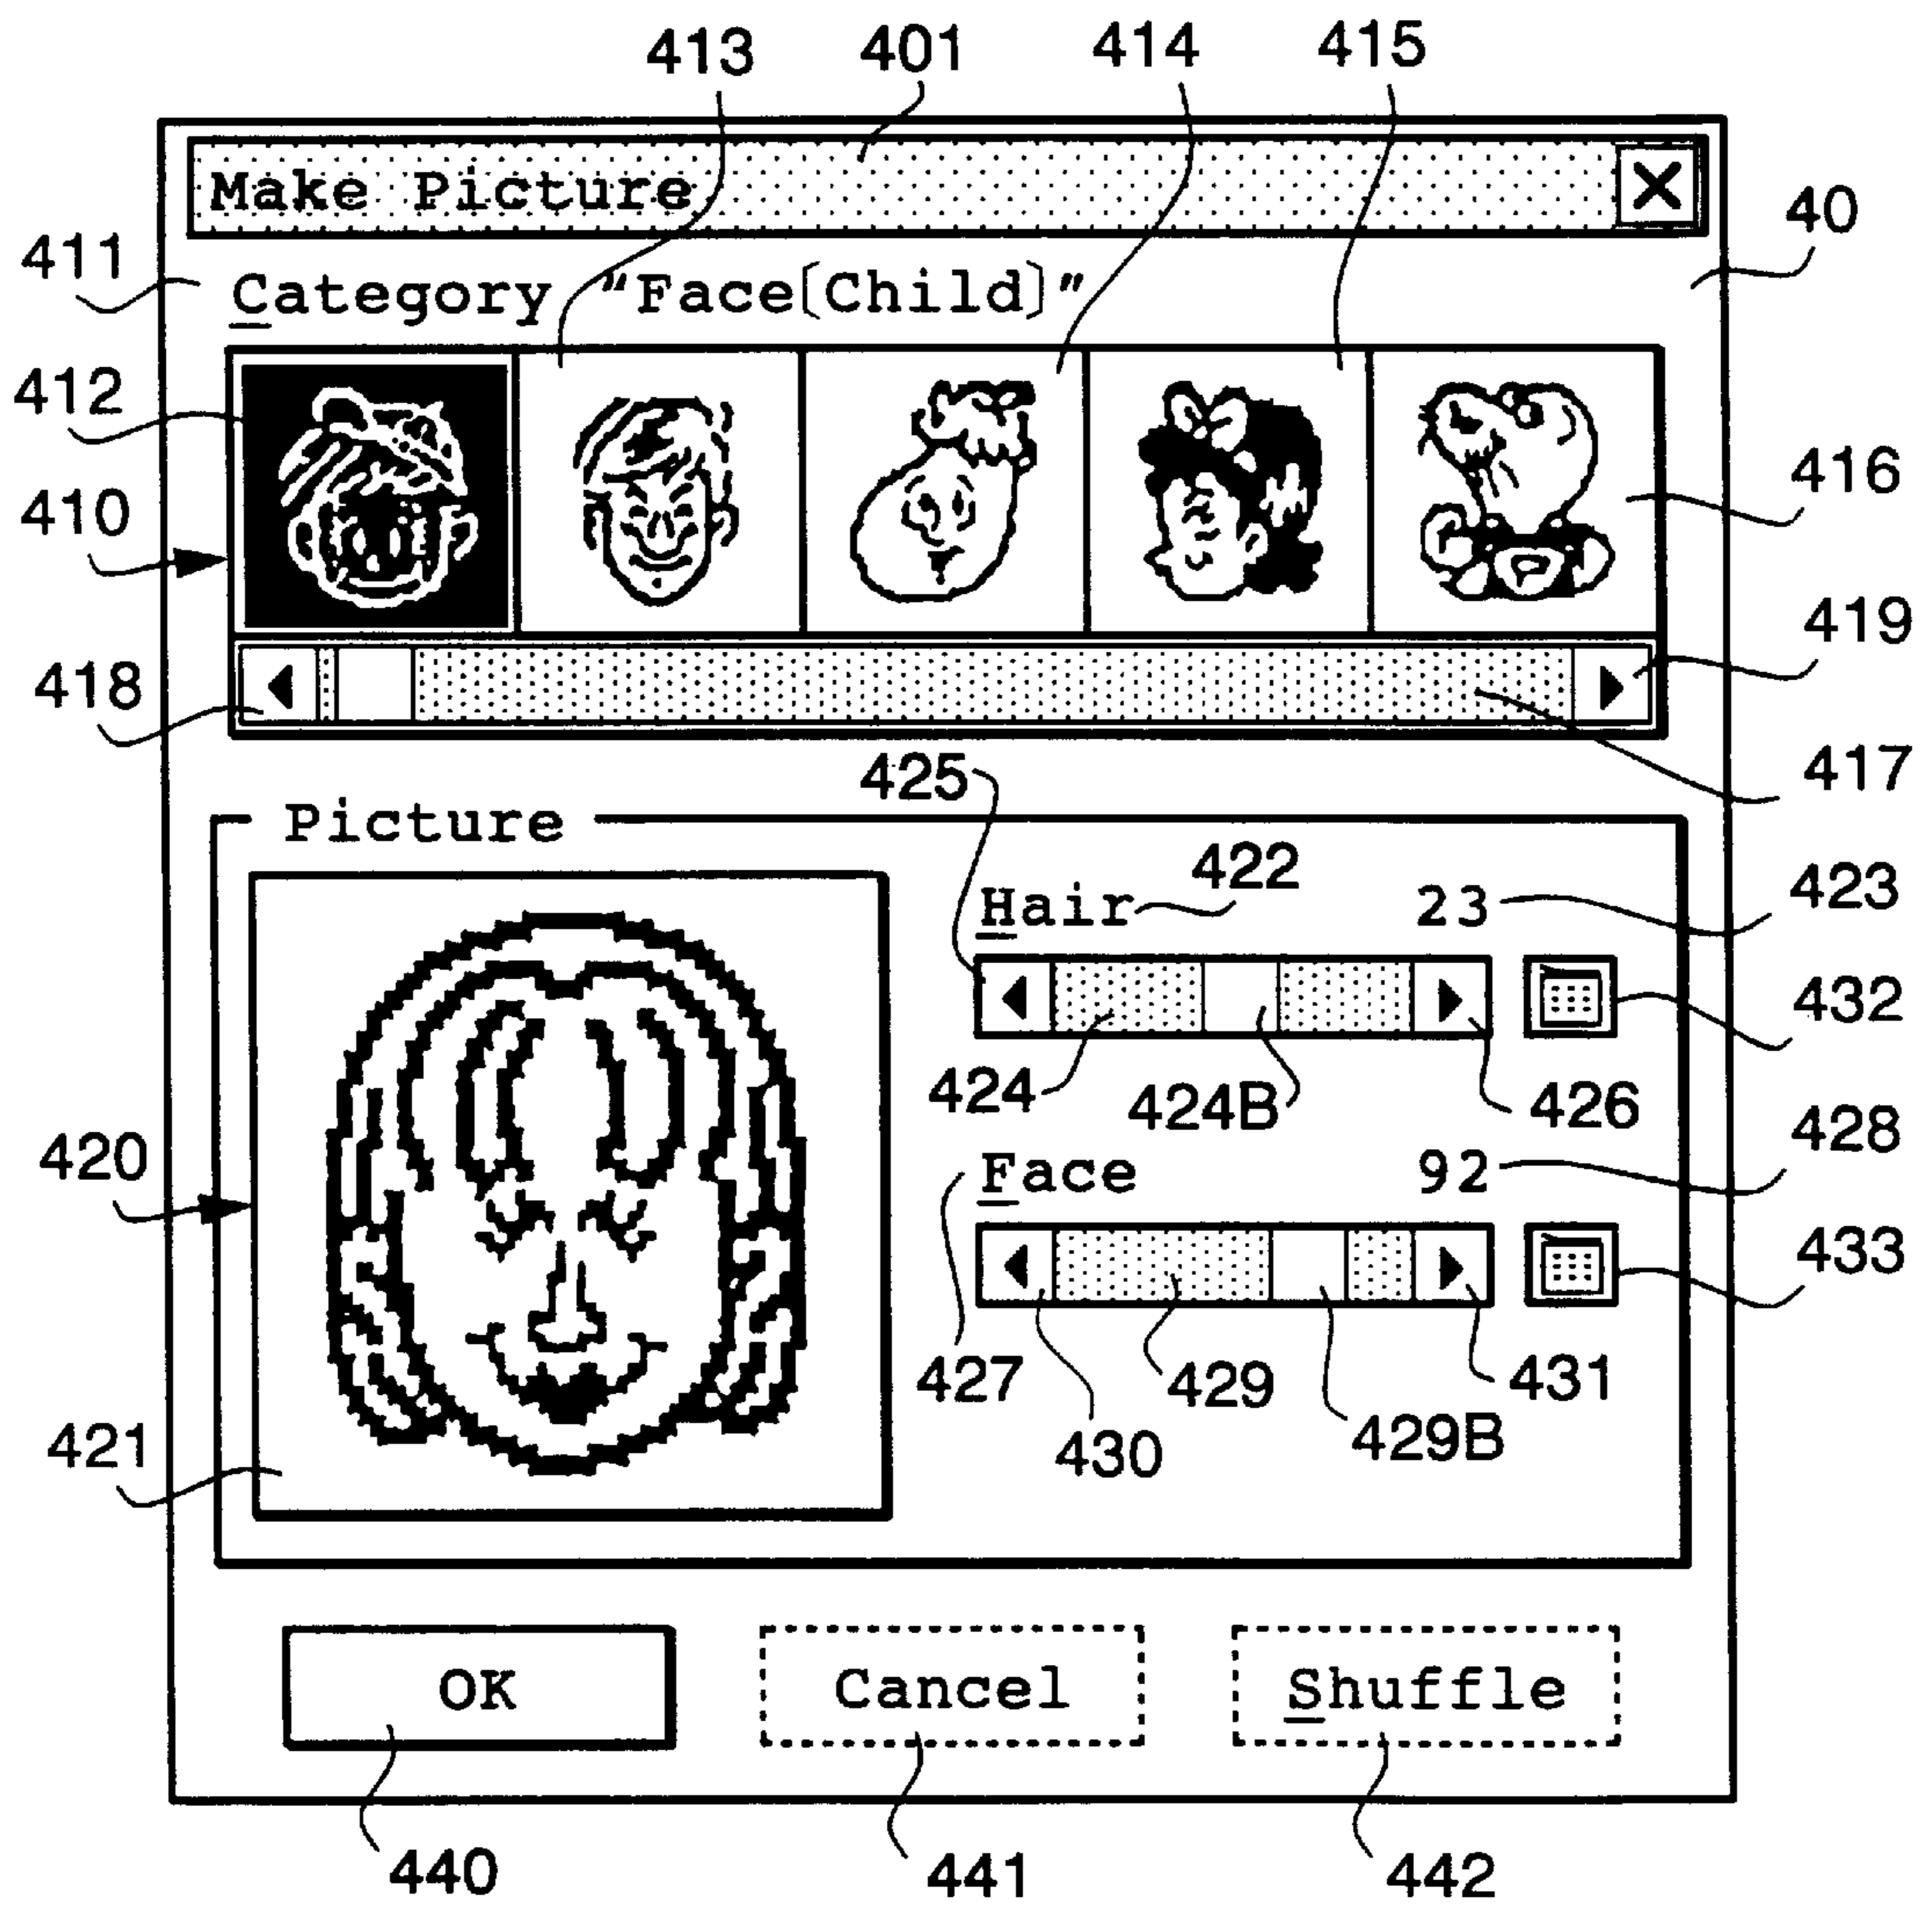 413 401 414 415
Make Picture X
40
411
Category "Face[Child]"
412
410
416
419
418
417
425
Picture
422
423
Hair 23
432
424 424B 426
428
420
Face 92
433
427 429 431
430 429B
421
OK Cancel Shuffle
440 441 442